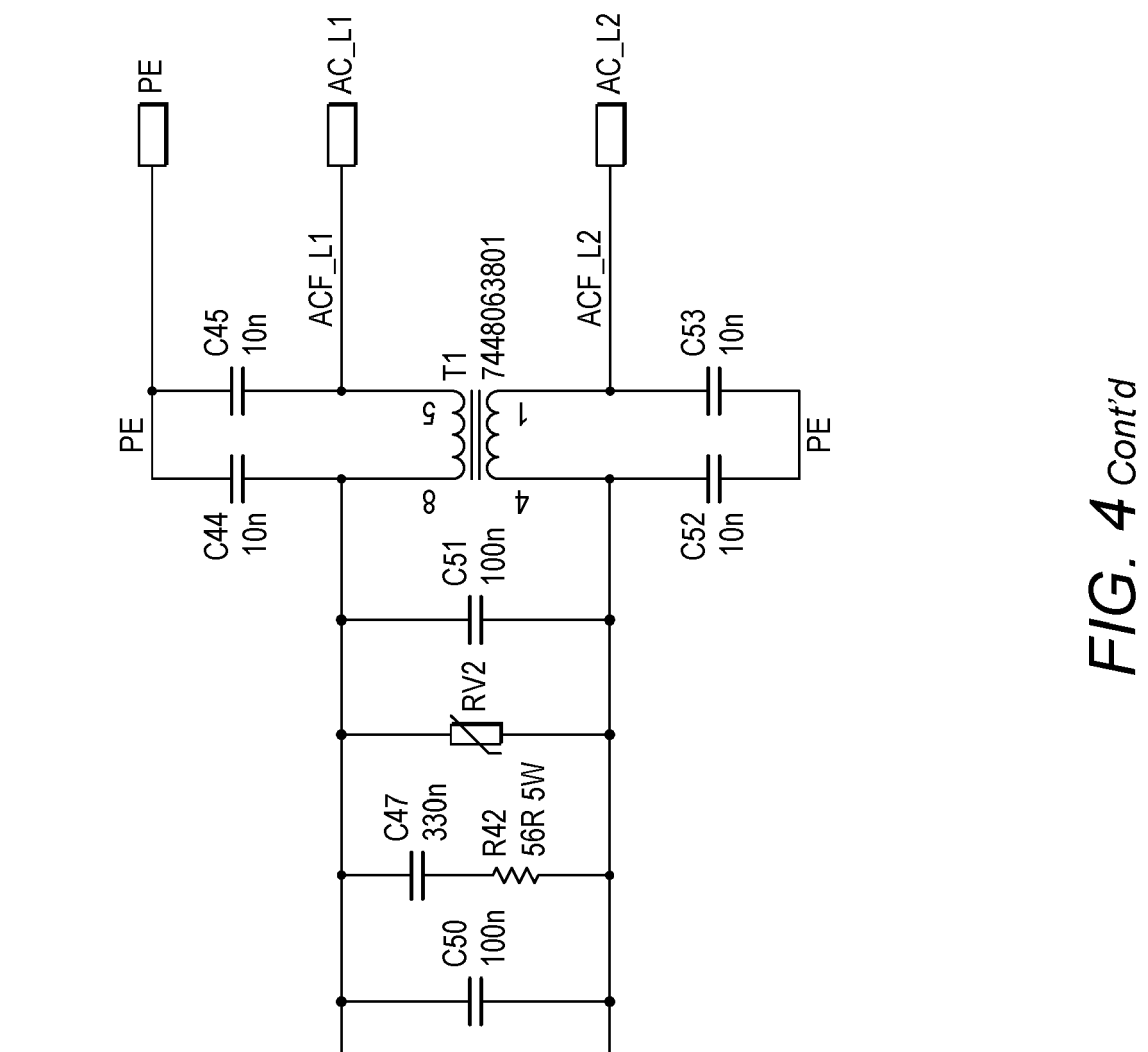 PE
AC_L1
AC_L2
ACF_L1
ACF_L2
PE
C45
10n
C44
10n
T1
7448063801
5
8
1
4
C53
10n
C52
10n
PE
C51
100n
RV2
C47
330n
R42
56R 5W
C50
100n
FIG. 4 Cont'd